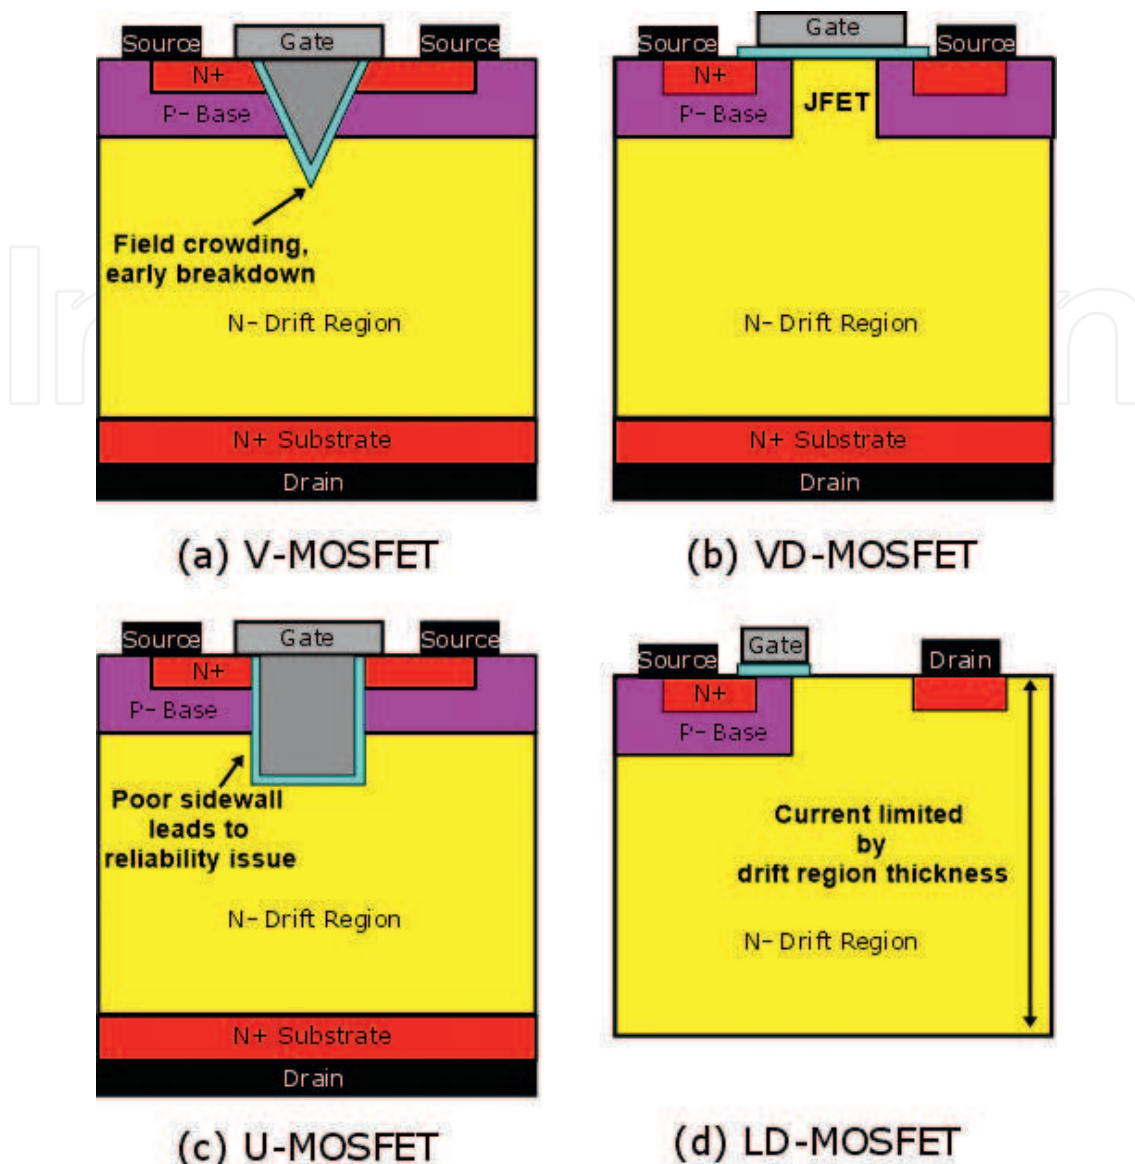 Source
Gate
Source
N+
P- Base
Field crowding,
early breakdown
N- Drift Region
N+ Substrate
Drain
(a) V-MOSFET
Gate
Source
Source
N+
JFET
P- Base
N- Drift Region
N+ Substrate
Drain
(b) VD-MOSFET
Source
Gate
Source
N+
P- Base
Poor sidewall
leads to
reliability issue
N- Drift Region
N+ Substrate
Drain
(c) U-MOSFET
Gate
Source
Drain
N+
P- Base
Current limited
by
drift region thickness
N- Drift Region
(d) LD-MOSFET